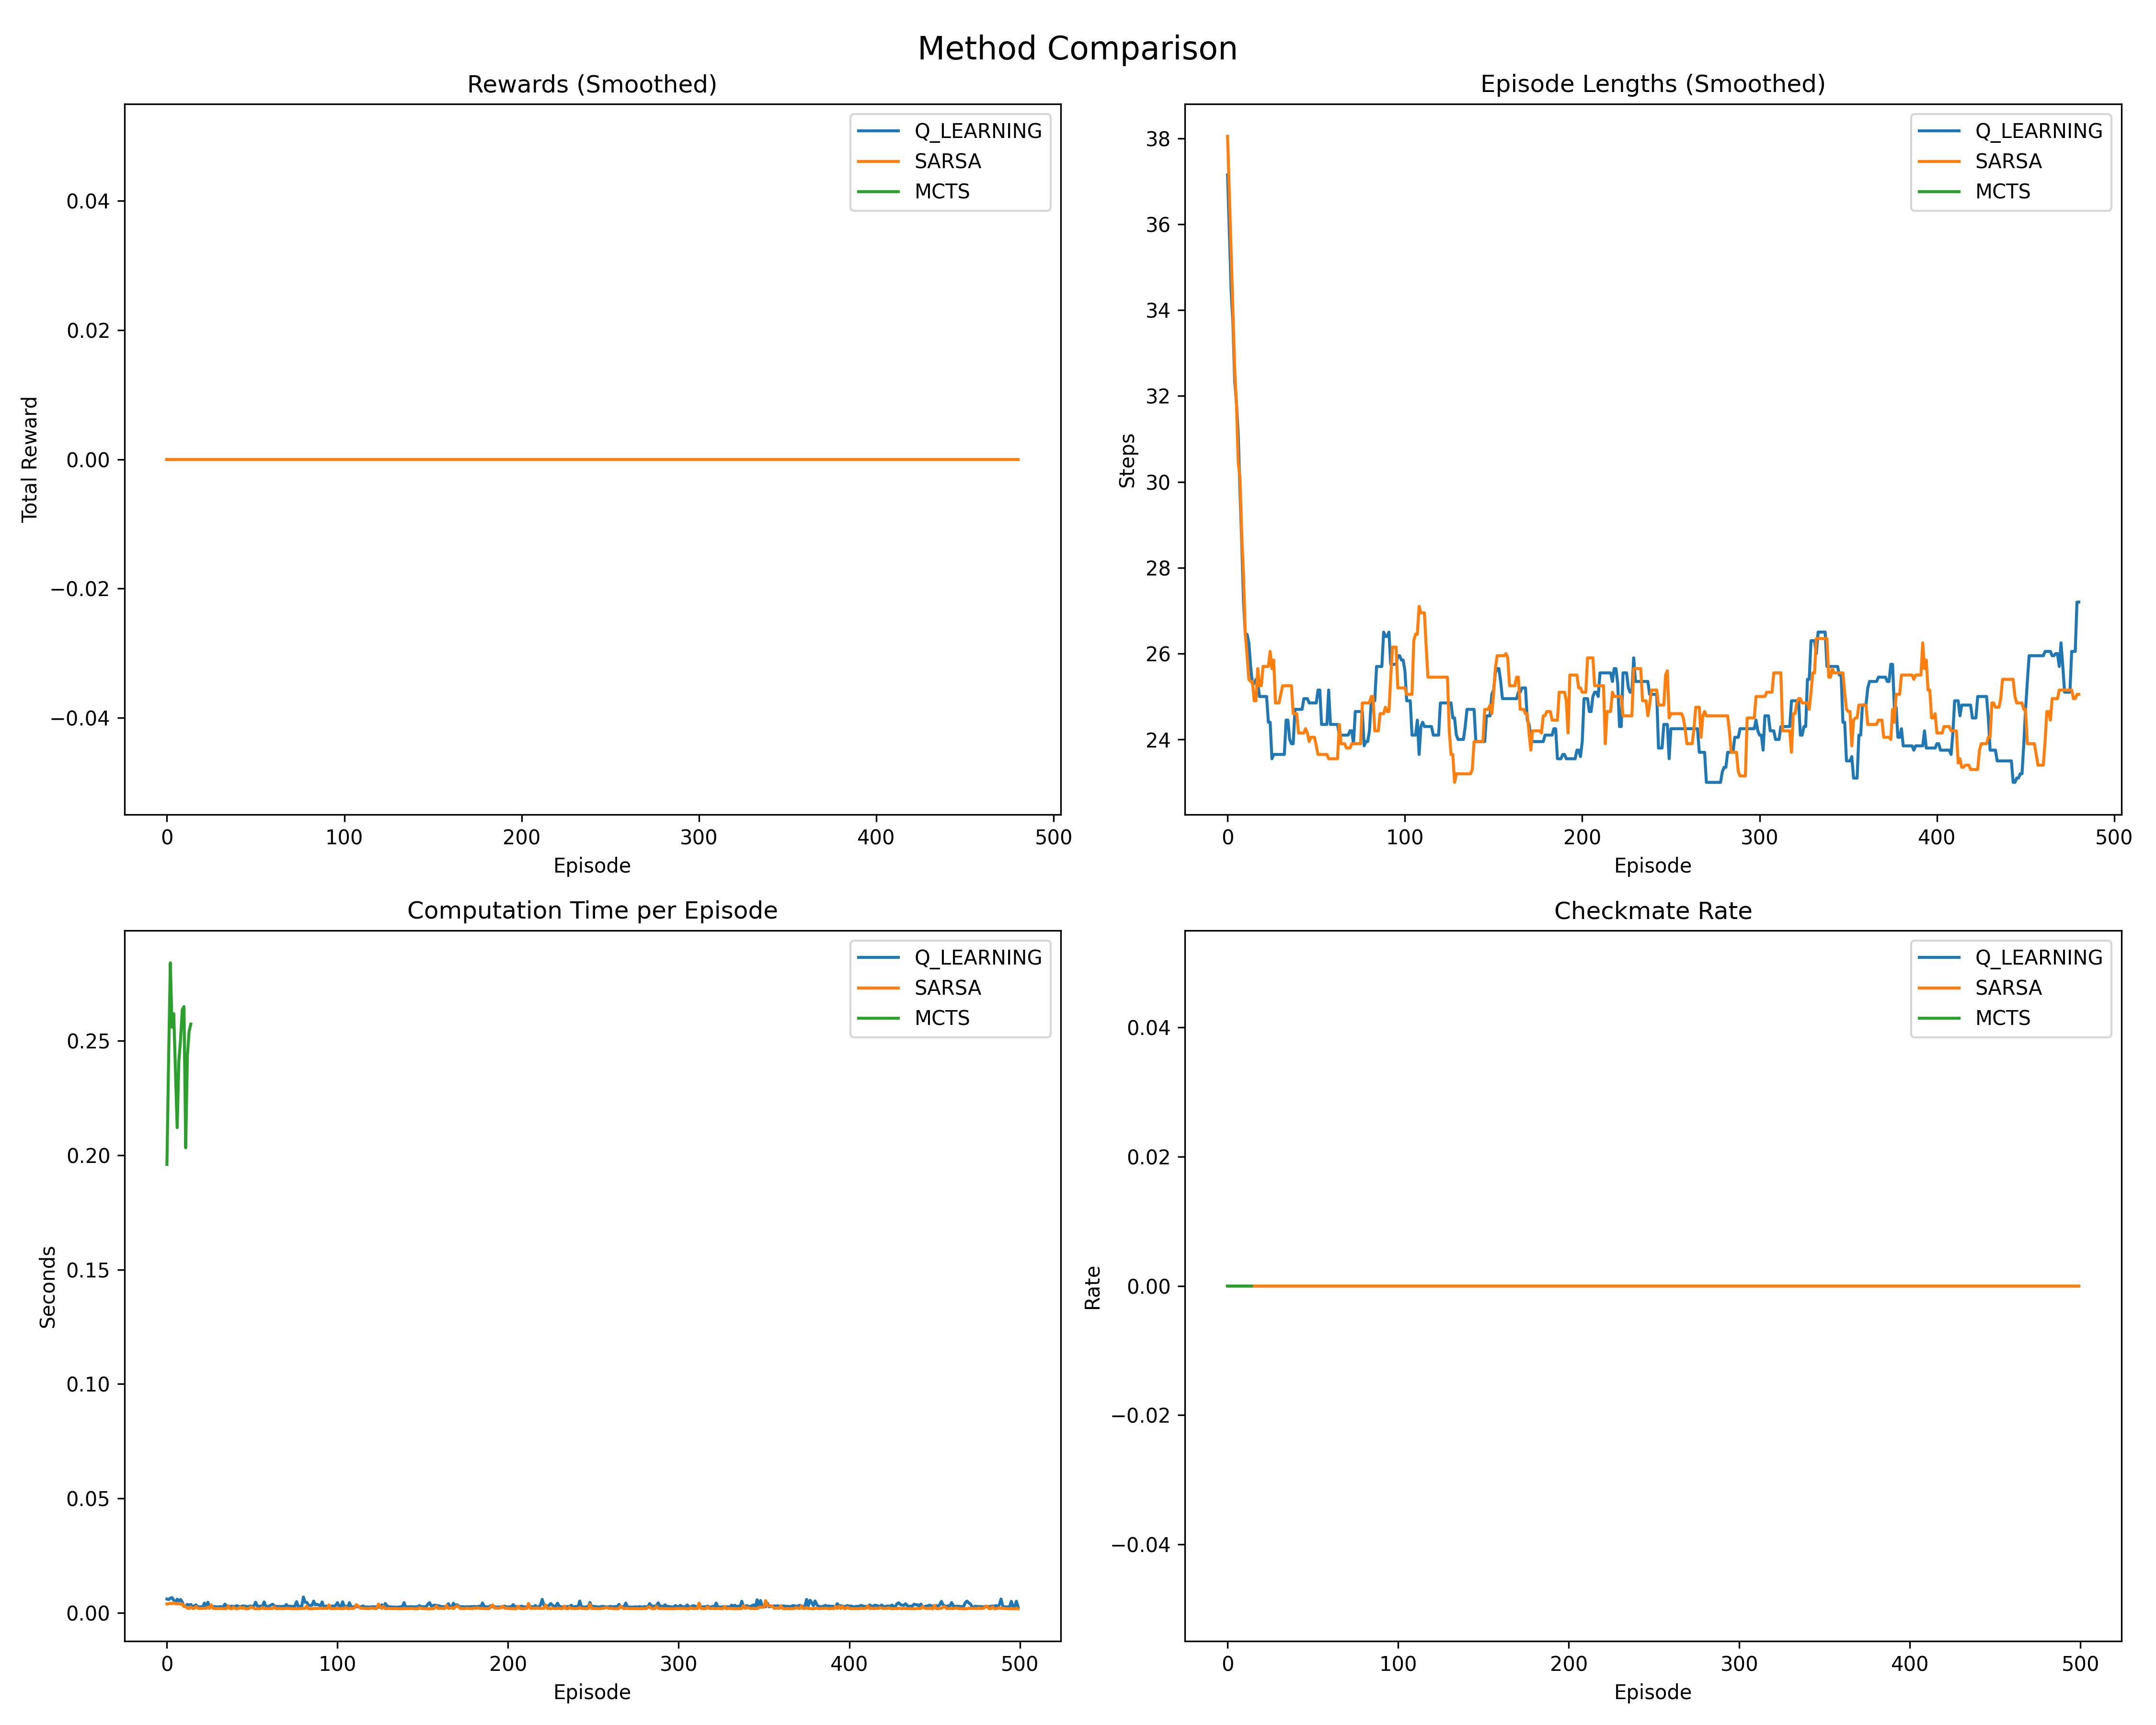 Method Comparison
Rewards (Smoothed)
Q_LEARNING
SARSA
MCTS
0.04
0.02
0.00
−0.02
−0.04
Total Reward
0 100 200 300 400 500
Episode
Episode Lengths (Smoothed)
Q_LEARNING
SARSA
MCTS
38
36
34
32
30
28
26
24
Steps
0 100 200 300 400 500
Episode
Computation Time per Episode
Q_LEARNING
SARSA
MCTS
0.25
0.20
0.15
0.10
0.05
0.00
Seconds
0 100 200 300 400 500
Episode
Checkmate Rate
Q_LEARNING
SARSA
MCTS
0.04
0.02
0.00
−0.02
−0.04
Rate
0 100 200 300 400 500
Episode